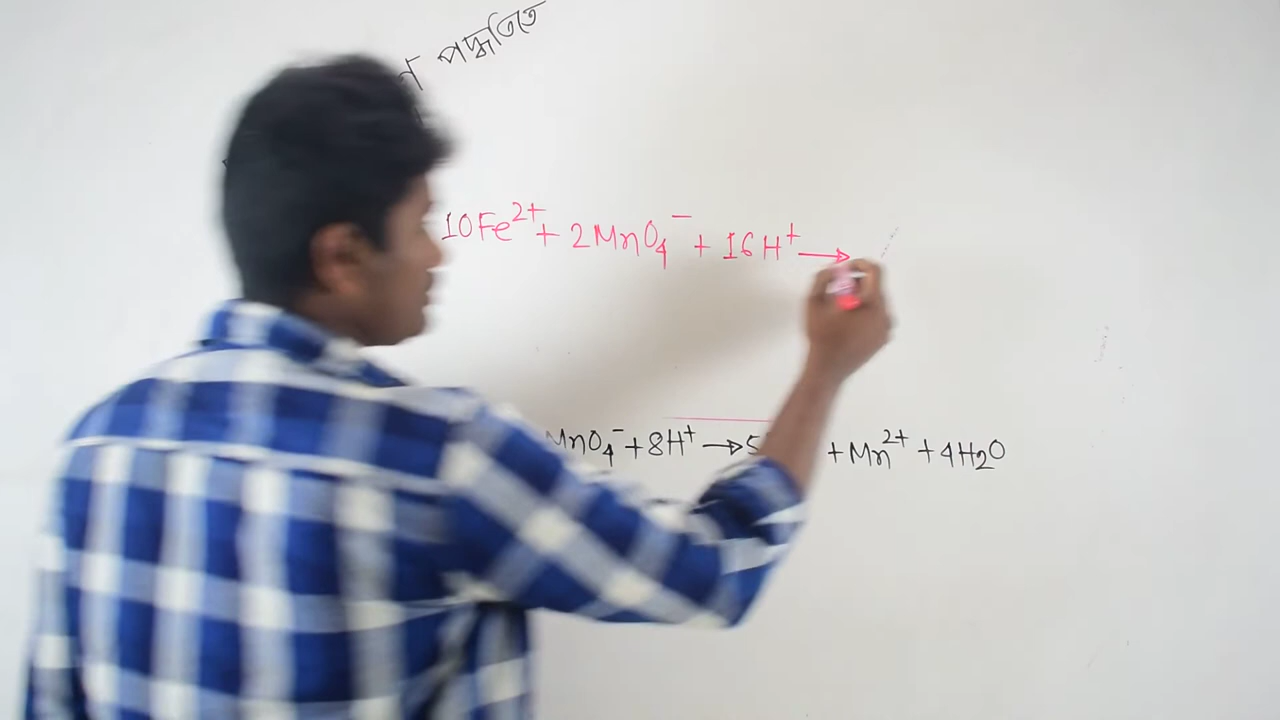 পদ্ধতিতে
10Fe²⁺ + 2MnO₄⁻ + 16H⁺ ⟶
MnO₄⁻ + 8H⁺ ⟶ 5 + Mn²⁺ + 4H₂O